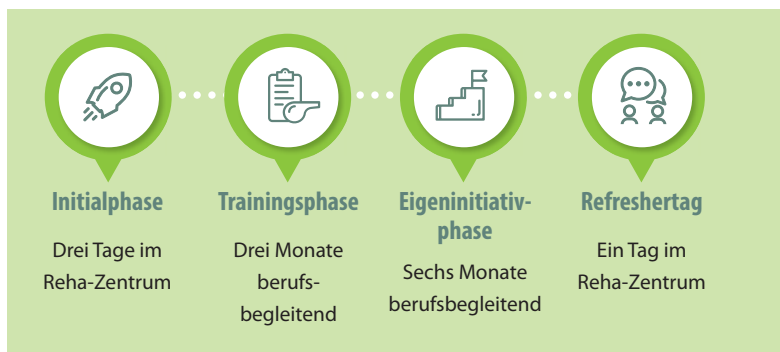 Initialphase
Drei Tage im
Reha-Zentrum
Trainingsphase
Drei Monate
berufs-
begleitend
Eigeninitiativ-
phase
Sechs Monate
berufsbegleitend
Refreshertag
Ein Tag im
Reha-Zentrum